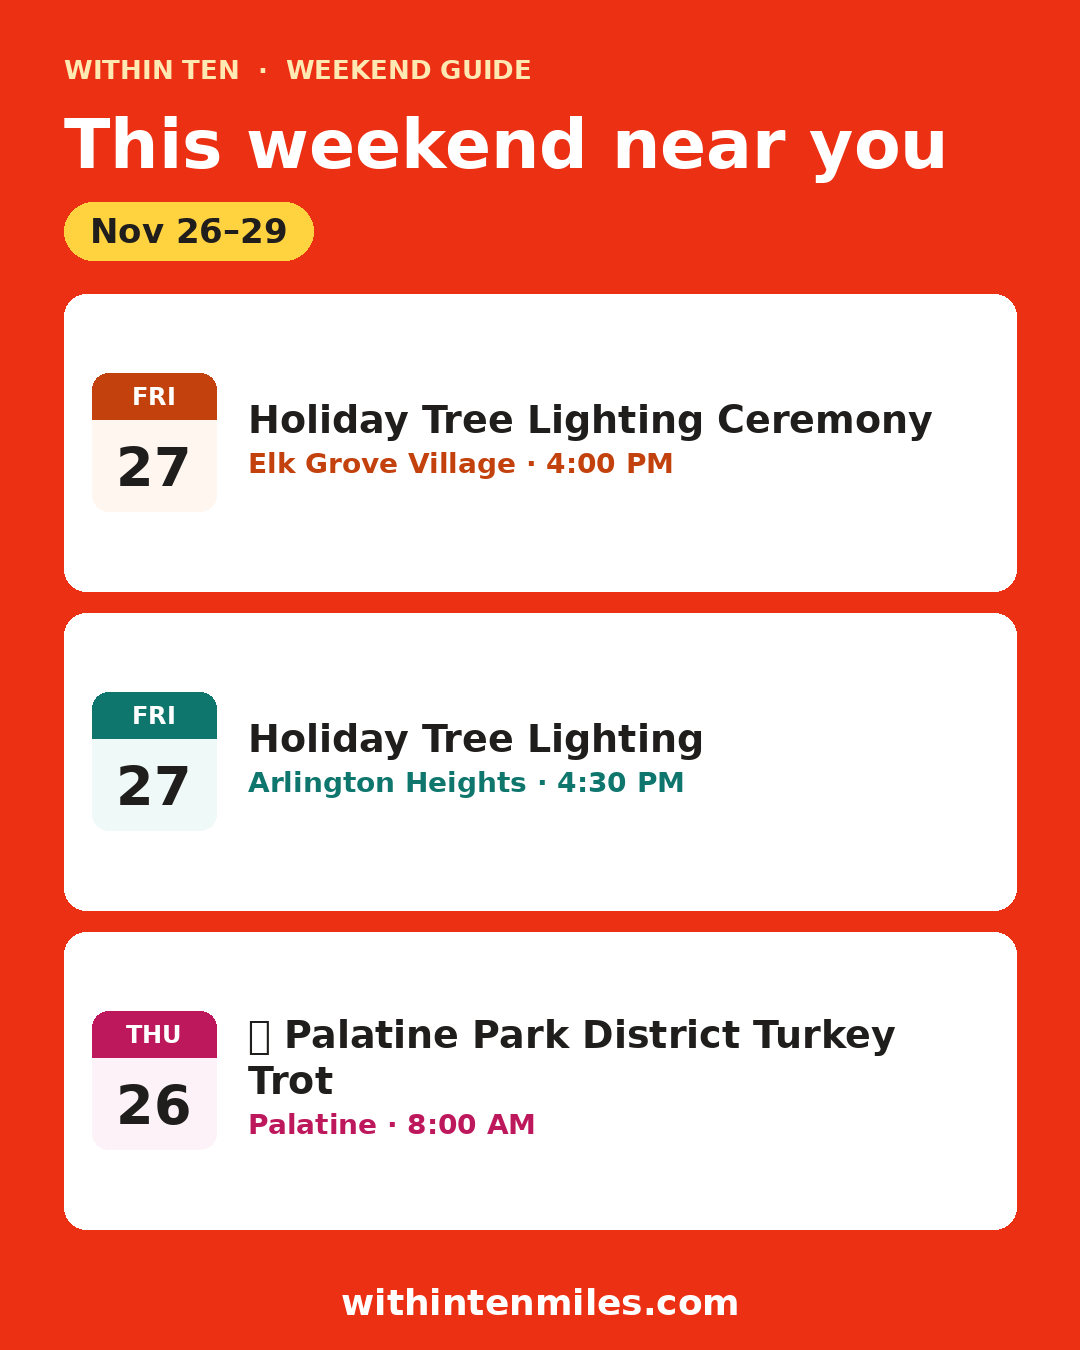 WITHIN TEN · WEEKEND GUIDE
This weekend near you
Nov 26–29
FRI
27
Holiday Tree Lighting Ceremony
Elk Grove Village · 4:00 PM
FRI
27
Holiday Tree Lighting
Arlington Heights · 4:30 PM
THU
26
Palatine Park District Turkey
Trot
Palatine · 8:00 AM
withintenmiles.com